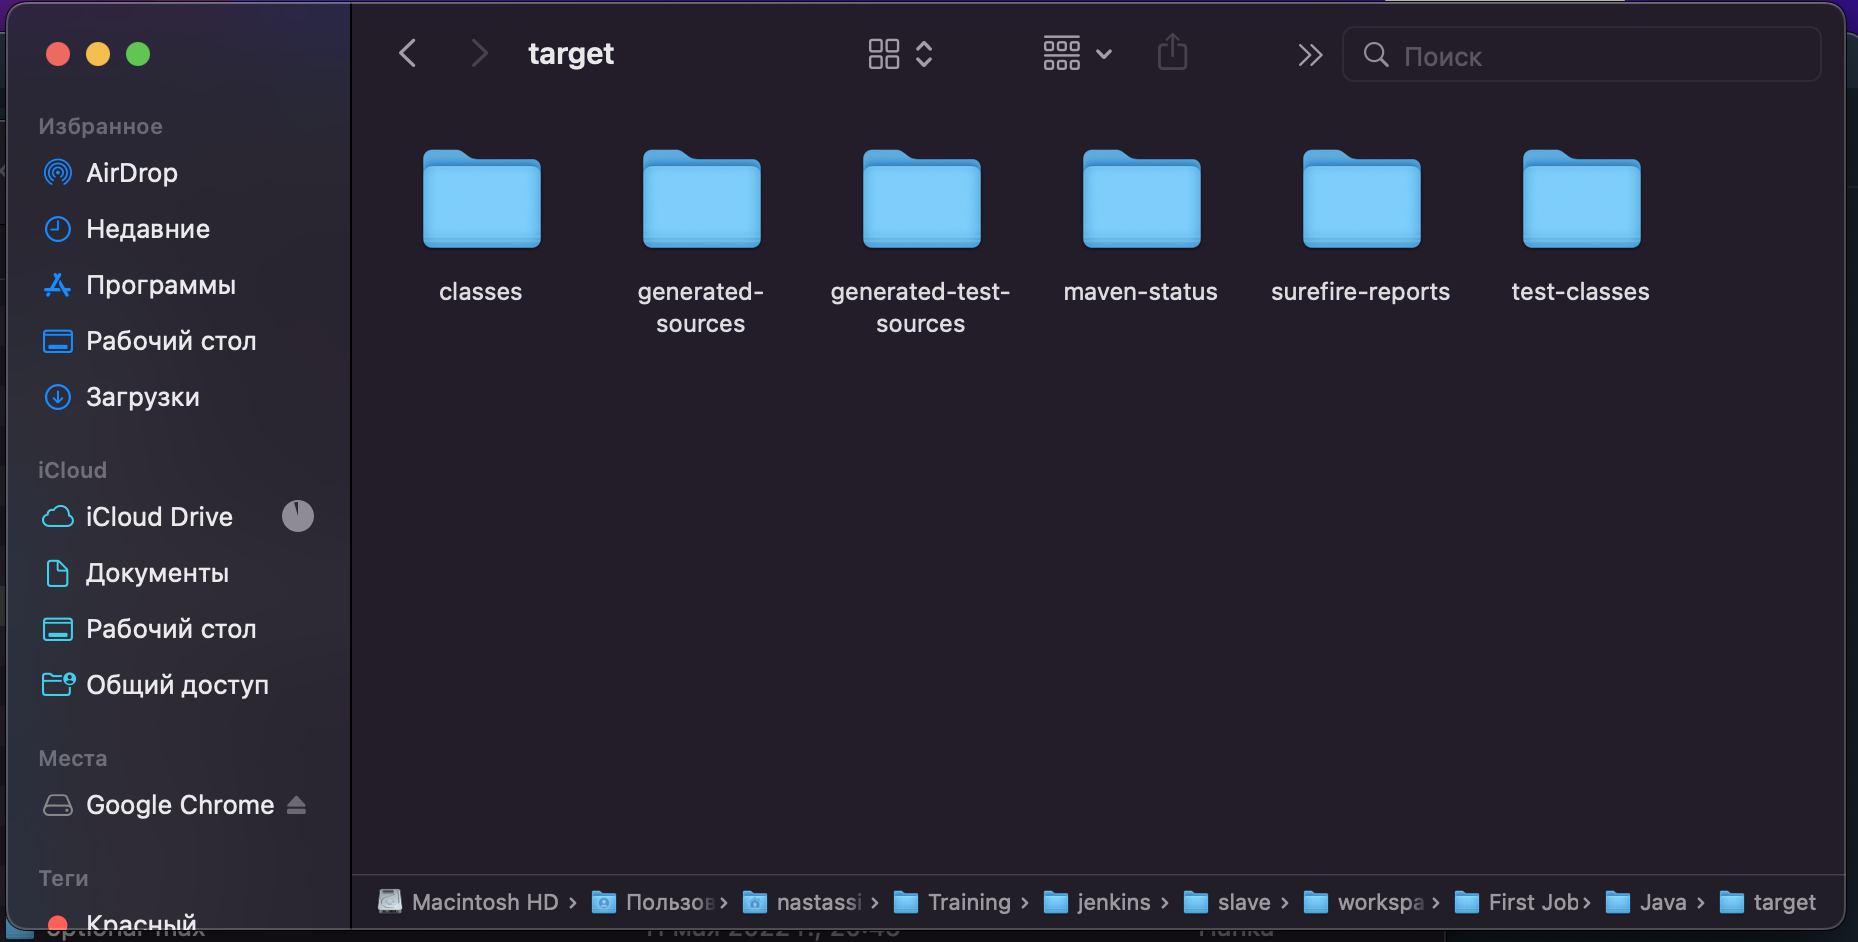 target
Поиск
Избранное
AirDrop
Недавние
Программы
Рабочий стол
Загрузки
iCloud
iCloud Drive
Документы
Рабочий стол
Общий доступ
Места
Google Chrome
Теги
Красный
classes
generated-
sources
generated-test-
sources
maven-status
surefire-reports
test-classes
Macintosh HD › Пользов › nastassi › Training › jenkins › slave › workspa › First Job › Java › target